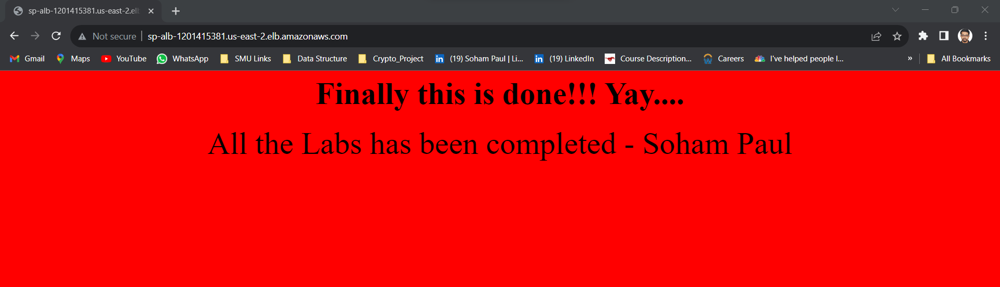 sp-alb-1201415381.us-east-2.elb
Not secure sp-alb-1201415381.us-east-2.elb.amazonaws.com
Gmail Maps YouTube WhatsApp SMU Links Data Structure Crypto_Project (19) Soham Paul | Li... (19) LinkedIn Course Description... Careers I've helped people I... » All Bookmarks
Finally this is done!!! Yay....
All the Labs has been completed - Soham Paul